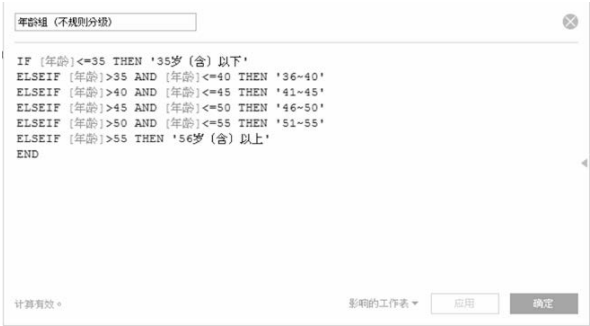 年龄组（不规则分级）
IF [年龄]<=35 THEN '35岁（含）以下'
ELSEIF [年龄]>35 AND [年龄]<=40 THEN '36~40'
ELSEIF [年龄]>40 AND [年龄]<=45 THEN '41~45'
ELSEIF [年龄]>45 AND [年龄]<=50 THEN '46~50'
ELSEIF [年龄]>50 AND [年龄]<=55 THEN '51~55'
ELSEIF [年龄]>55 THEN '56岁（含）以上'
END
计算有效。 影响的工作表 应用 确定